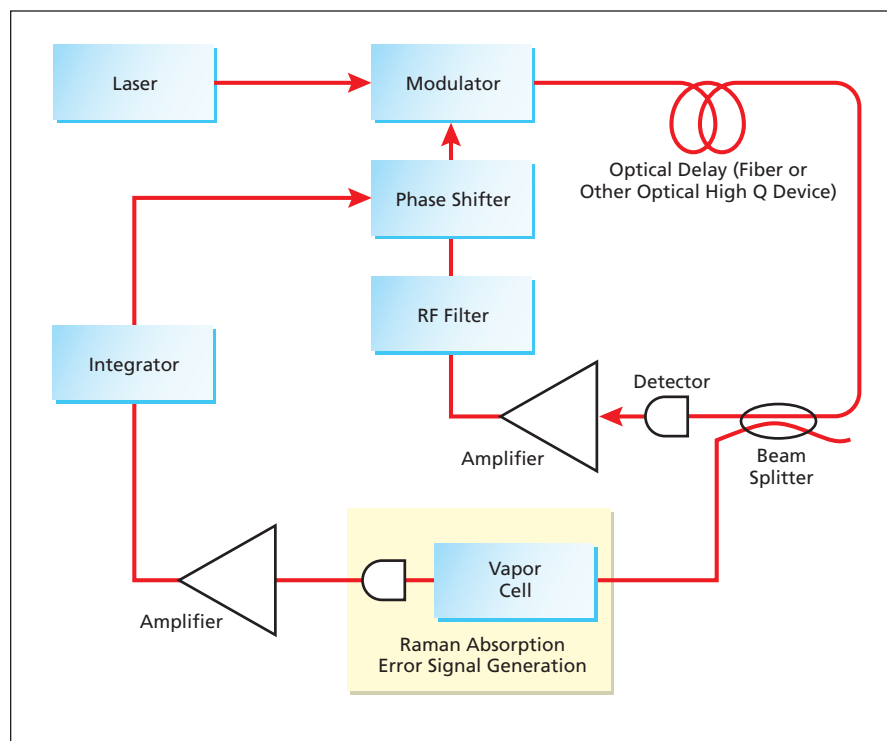 Laser
Modulator
Optical Delay (Fiber or
Other Optical High Q Device)
Phase Shifter
RF Filter
Integrator
Detector
Amplifier
Beam
Splitter
Vapor
Cell
Amplifier
Raman Absorption
Error Signal Generation